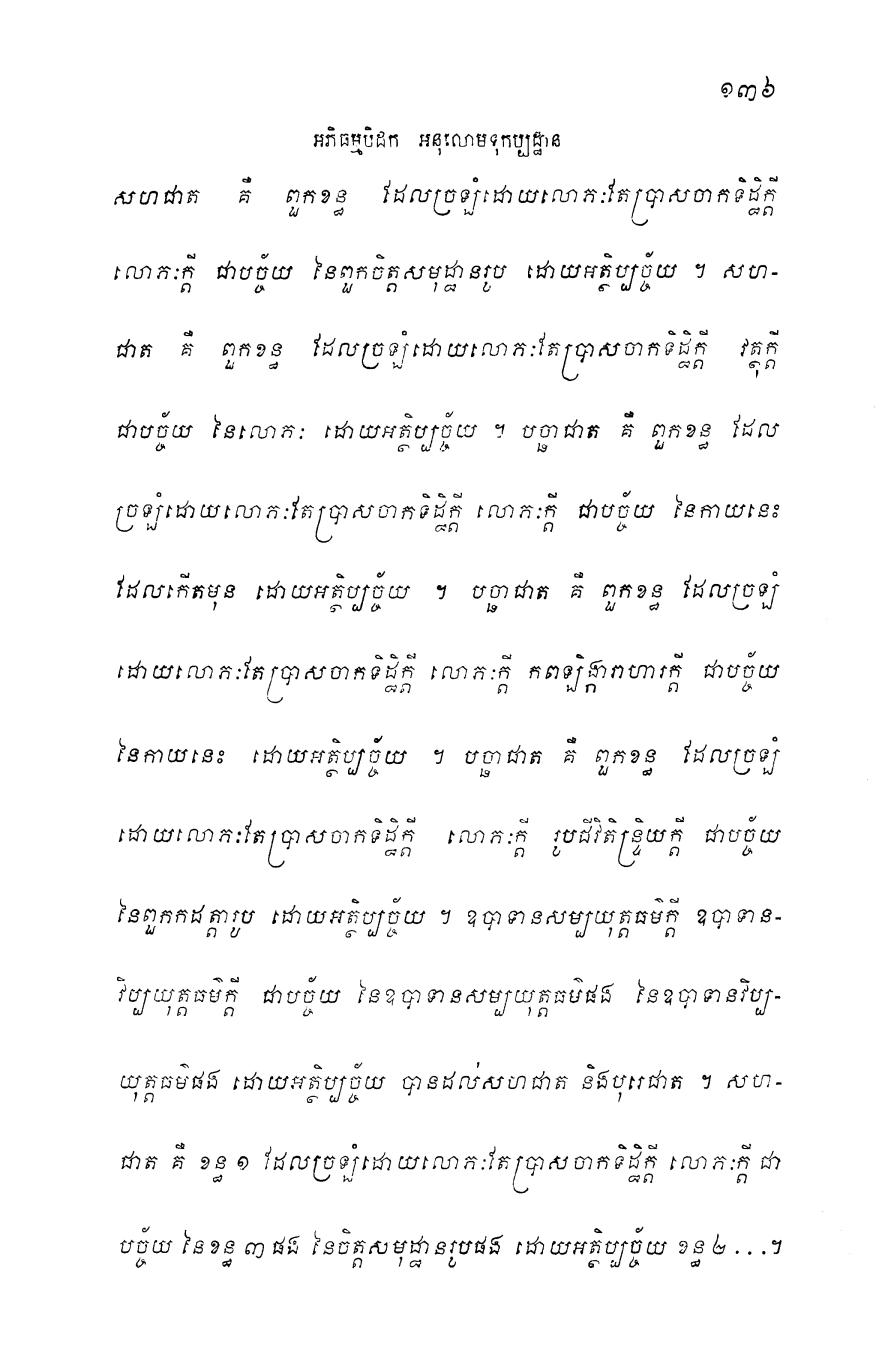 ១៣៦
អភិធម្មបិដក អនុលោមទុកប្បដ្ឋាន
សហជាត គឺ ពួកខន្ធ ដែលច្រឡំដោយលោភៈតែប្រាសចាកទិដ្ឋិក្តី
លោភៈក្តី ជាបច្ច័យ នៃពួកចិត្តសមុដ្ឋានរូប ដោយអត្ថិប្បច្ច័យ ។ សហ-
ជាត គឺ ពួកខន្ធ ដែលច្រឡំដោយលោភៈតែប្រាសចាកទិដ្ឋិក្តី វត្ថុក្តី
ជាបច្ច័យ នៃលោភៈ ដោយអត្ថិប្បច្ច័យ ។ បច្ឆាជាត គឺ ពួកខន្ធ ដែល
ច្រឡំដោយលោភៈតែប្រាសចាកទិដ្ឋិក្តី លោភៈក្តី ជាបច្ច័យ នៃកាយនេះ
ដែលកើតមុន ដោយអត្ថិប្បច្ច័យ ។ បច្ឆាជាត គឺ ពួកខន្ធ ដែលច្រឡំ
ដោយលោភៈតែប្រាសចាកទិដ្ឋិក្តី លោភៈក្តី កពឡិង្ការាហារក្តី ជាបច្ច័យ
នៃកាយនេះ ដោយអត្ថិប្បច្ច័យ ។ បច្ឆាជាត គឺ ពួកខន្ធ ដែលច្រឡំ
ដោយលោភៈតែប្រាសចាកទិដ្ឋិក្តី លោភៈក្តី រូបជីវិតិន្ទ្រិយក្តី ជាបច្ច័យ
នៃពួកកដត្តារូប ដោយអត្ថិប្បច្ច័យ ។ ឧបាទានសម្បយុត្តធម៌ក្តី ឧបាទាន-
វិប្បយុត្តធម៌ក្តី ជាបច្ច័យ នៃឧបាទានសម្បយុត្តធម៌ផង នៃឧបាទានវិប្ប-
យុត្តធម៌ផង ដោយអត្ថិប្បច្ច័យ បានដល់សហជាត និងបុរេជាត ។ សហ-
ជាត គឺ ខន្ធ ១ ដែលច្រឡំដោយលោភៈតែប្រាសចាកទិដ្ឋិក្តី លោភៈក្តី ជា
បច្ច័យ នៃខន្ធ ៣ ផង នៃចិត្តសមុដ្ឋានរូបផង ដោយអត្ថិប្បច្ច័យ ខន្ធ ២ ...។